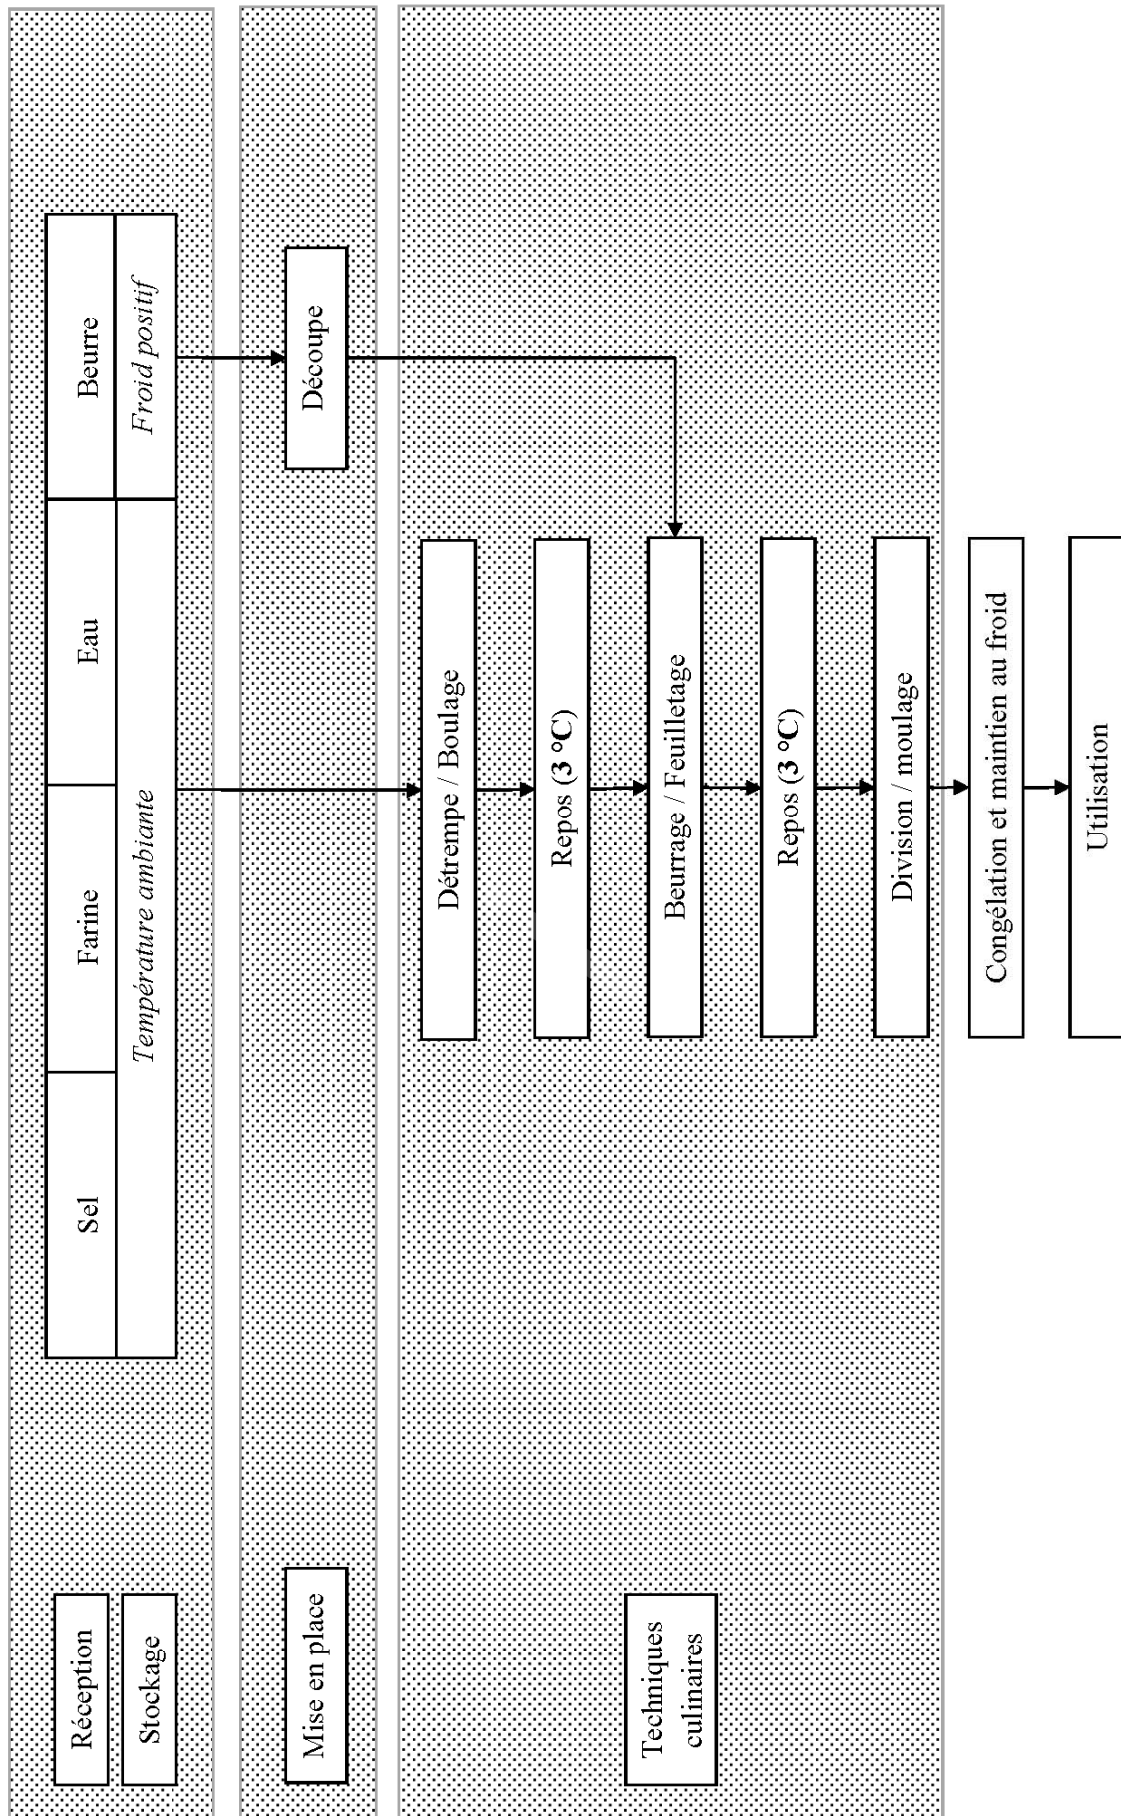 Réception
Stockage
Sel
Farine
Eau
Beurre
Température ambiante
Froid positif
Mise en place
Découpe
Techniques
culinaires
Détrempe / Boulage
Repos (3 °C)
Beurrage / Feuilletage
Repos (3 °C)
Division / moulage
Congélation et maintien au froid
Utilisation